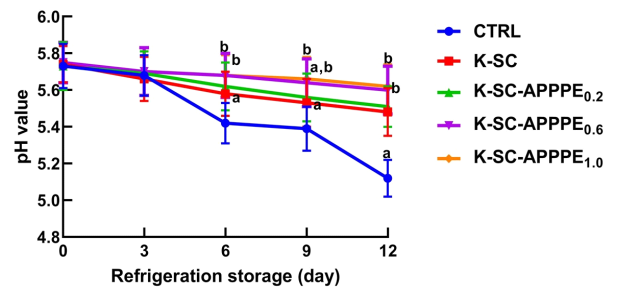 pH value
6.0
5.8
5.6
5.4
5.2
5.0
4.8
b
b
a
b
a,b
a
b
a
0
3
6
9
12
Refrigeration storage (day)
CTRL
K-SC
K-SC-APPPE0.2
K-SC-APPPE0.6
K-SC-APPPE1.0